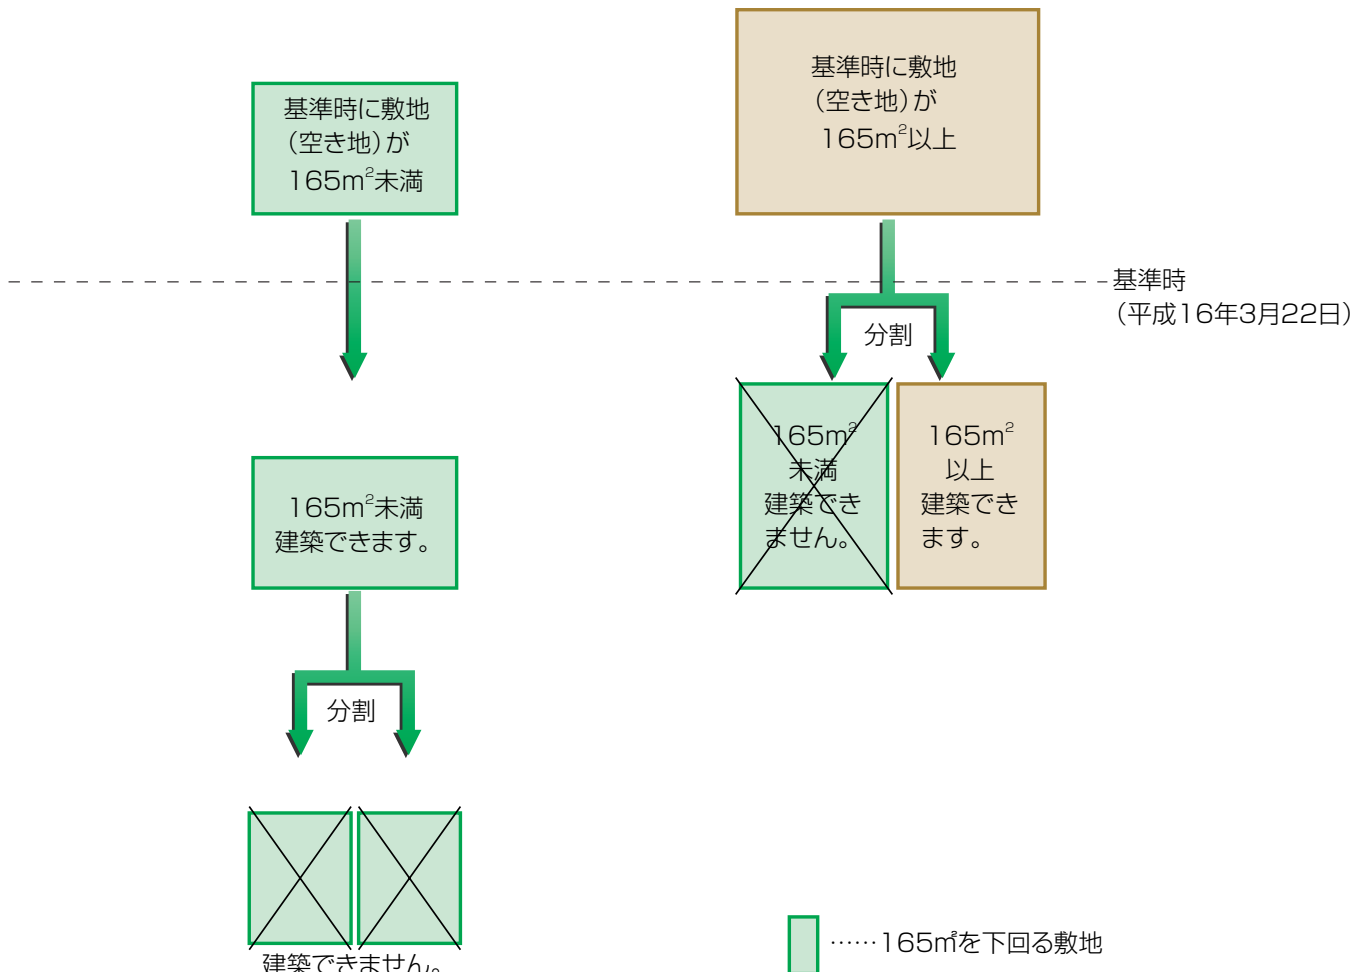 基準時に敷地
（空き地）が
165m²未満
基準時に敷地
（空き地）が
165m²以上
基準時
（平成16年3月22日）
分割
165m²
未満
建築でき
ません。
165m²
以上
建築でき
ます。
165m²未満
建築できます。
分割
建築できません。
……165㎡を下回る敷地